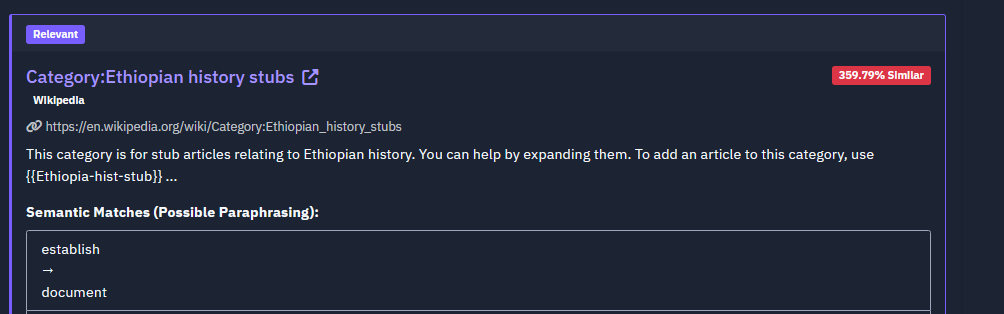 Relevant
Category:Ethiopian history stubs
359.79% Similar
Wikipedia
https://en.wikipedia.org/wiki/Category:Ethiopian_history_stubs
This category is for stub articles relating to Ethiopian history. You can help by expanding them. To add an article to this category, use
{{Ethiopia-hist-stub}} ...
Semantic Matches (Possible Paraphrasing):
establish
→
document